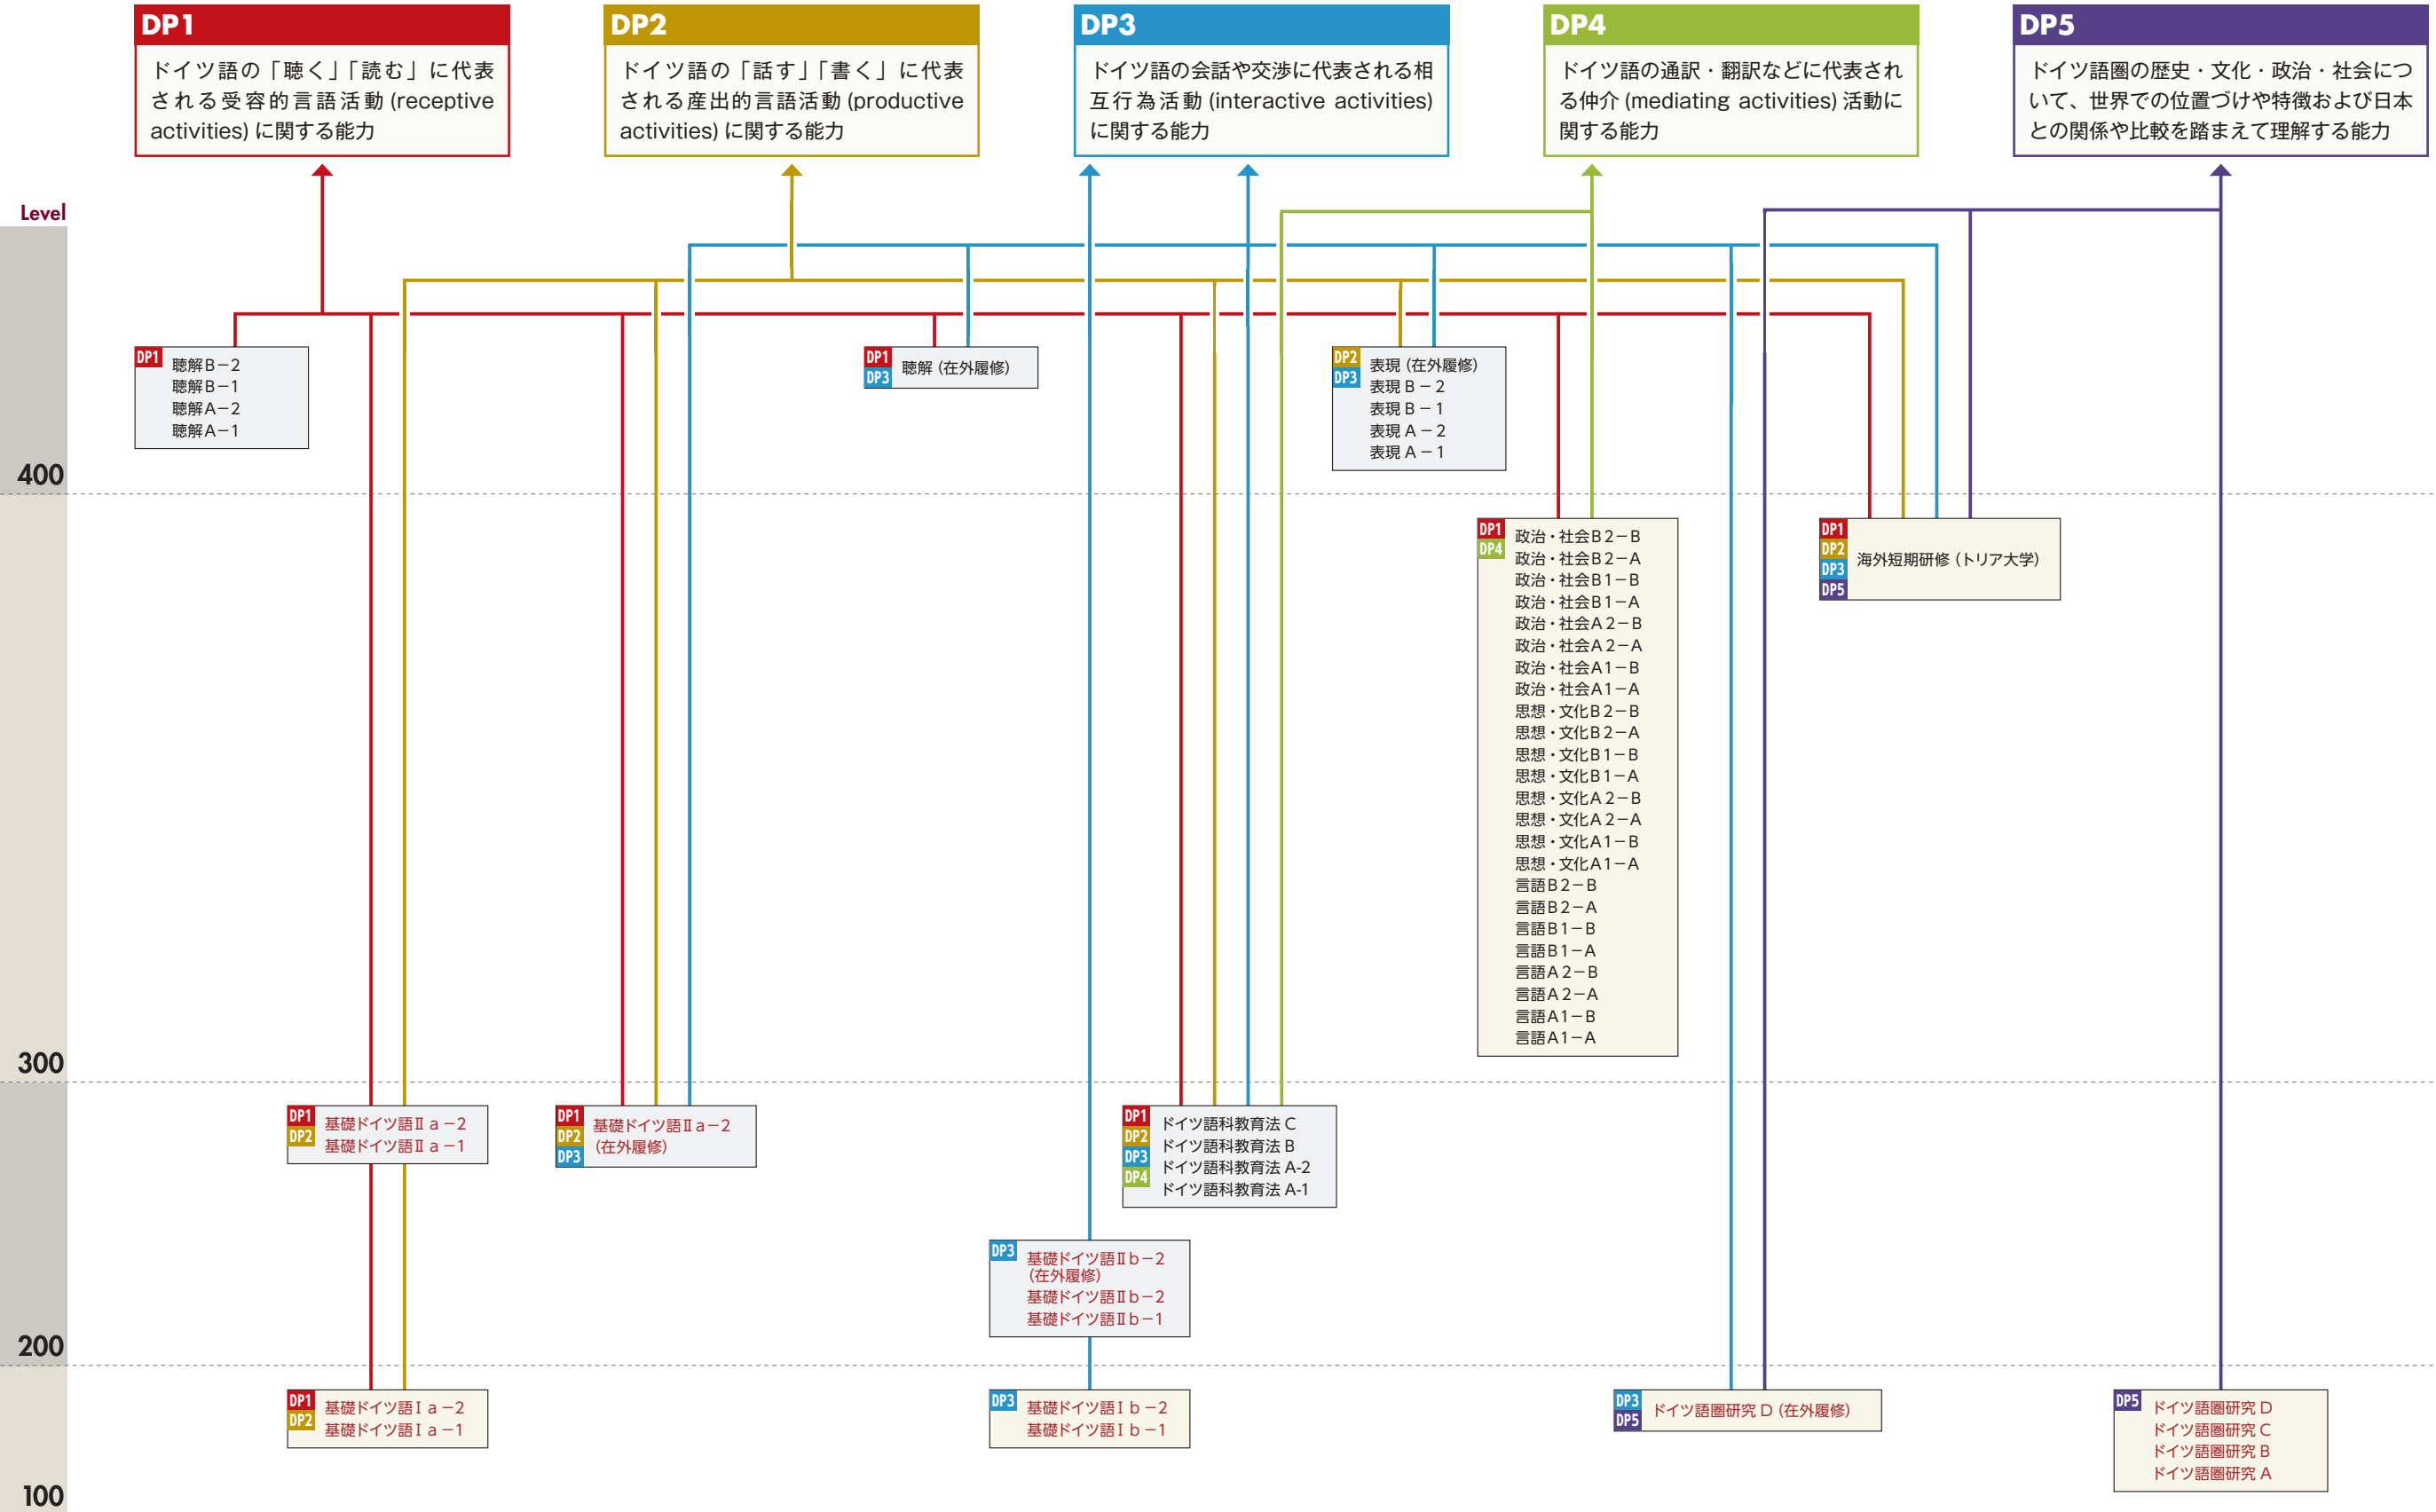 DP1
ドイツ語の「聴く」「読む」に代表
される受容的言語活動 (receptive
activities) に関する能力
DP2
ドイツ語の「話す」「書く」に代表
される産出的言語活動 (productive
activities) に関する能力
DP3
ドイツ語の会話や交渉に代表される相
互行為活動 (interactive activities)
に関する能力
DP4
ドイツ語の通訳・翻訳などに代表され
る仲介 (mediating activities) 活動に
関する能力
DP5
ドイツ語圏の歴史・文化・政治・社会につ
いて、世界での位置づけや特徴および日本
との関係や比較を踏まえて理解する能力
Level
DP1
聴解B－2
聴解B－1
聴解A－2
聴解A－1
DP1
DP3
聴解（在外履修）
DP2
DP3
表現（在外履修）
表現 B － 2
表現 B － 1
表現 A － 2
表現 A － 1
400
DP1
DP4
政治・社会B2－B
政治・社会B2－A
政治・社会B1－B
政治・社会B1－A
政治・社会A2－B
政治・社会A2－A
政治・社会A1－B
政治・社会A1－A
思想・文化B2－B
思想・文化B2－A
思想・文化B1－B
思想・文化B1－A
思想・文化A2－B
思想・文化A2－A
思想・文化A1－B
思想・文化A1－A
言語B2－B
言語B2－A
言語B1－B
言語B1－A
言語A2－B
言語A2－A
言語A1－B
言語A1－A
DP1
DP2
DP3
DP5
海外短期研修（トリア大学）
300
DP1
DP2
基礎ドイツ語Ⅱａ－2
基礎ドイツ語Ⅱａ－1
DP1
DP2
DP3
基礎ドイツ語Ⅱａ－2
（在外履修）
DP1
DP2
DP3
DP4
ドイツ語科教育法 C
ドイツ語科教育法 B
ドイツ語科教育法 A-2
ドイツ語科教育法 A-1
DP3
基礎ドイツ語Ⅱｂ－2
（在外履修）
基礎ドイツ語Ⅱｂ－2
基礎ドイツ語Ⅱｂ－1
200
DP1
DP2
基礎ドイツ語Ⅰａ－2
基礎ドイツ語Ⅰａ－1
DP3
基礎ドイツ語Ⅰｂ－2
基礎ドイツ語Ⅰｂ－1
DP3
DP5
ドイツ語圏研究 D（在外履修）
DP5
ドイツ語圏研究 D
ドイツ語圏研究 C
ドイツ語圏研究 B
ドイツ語圏研究 A
100